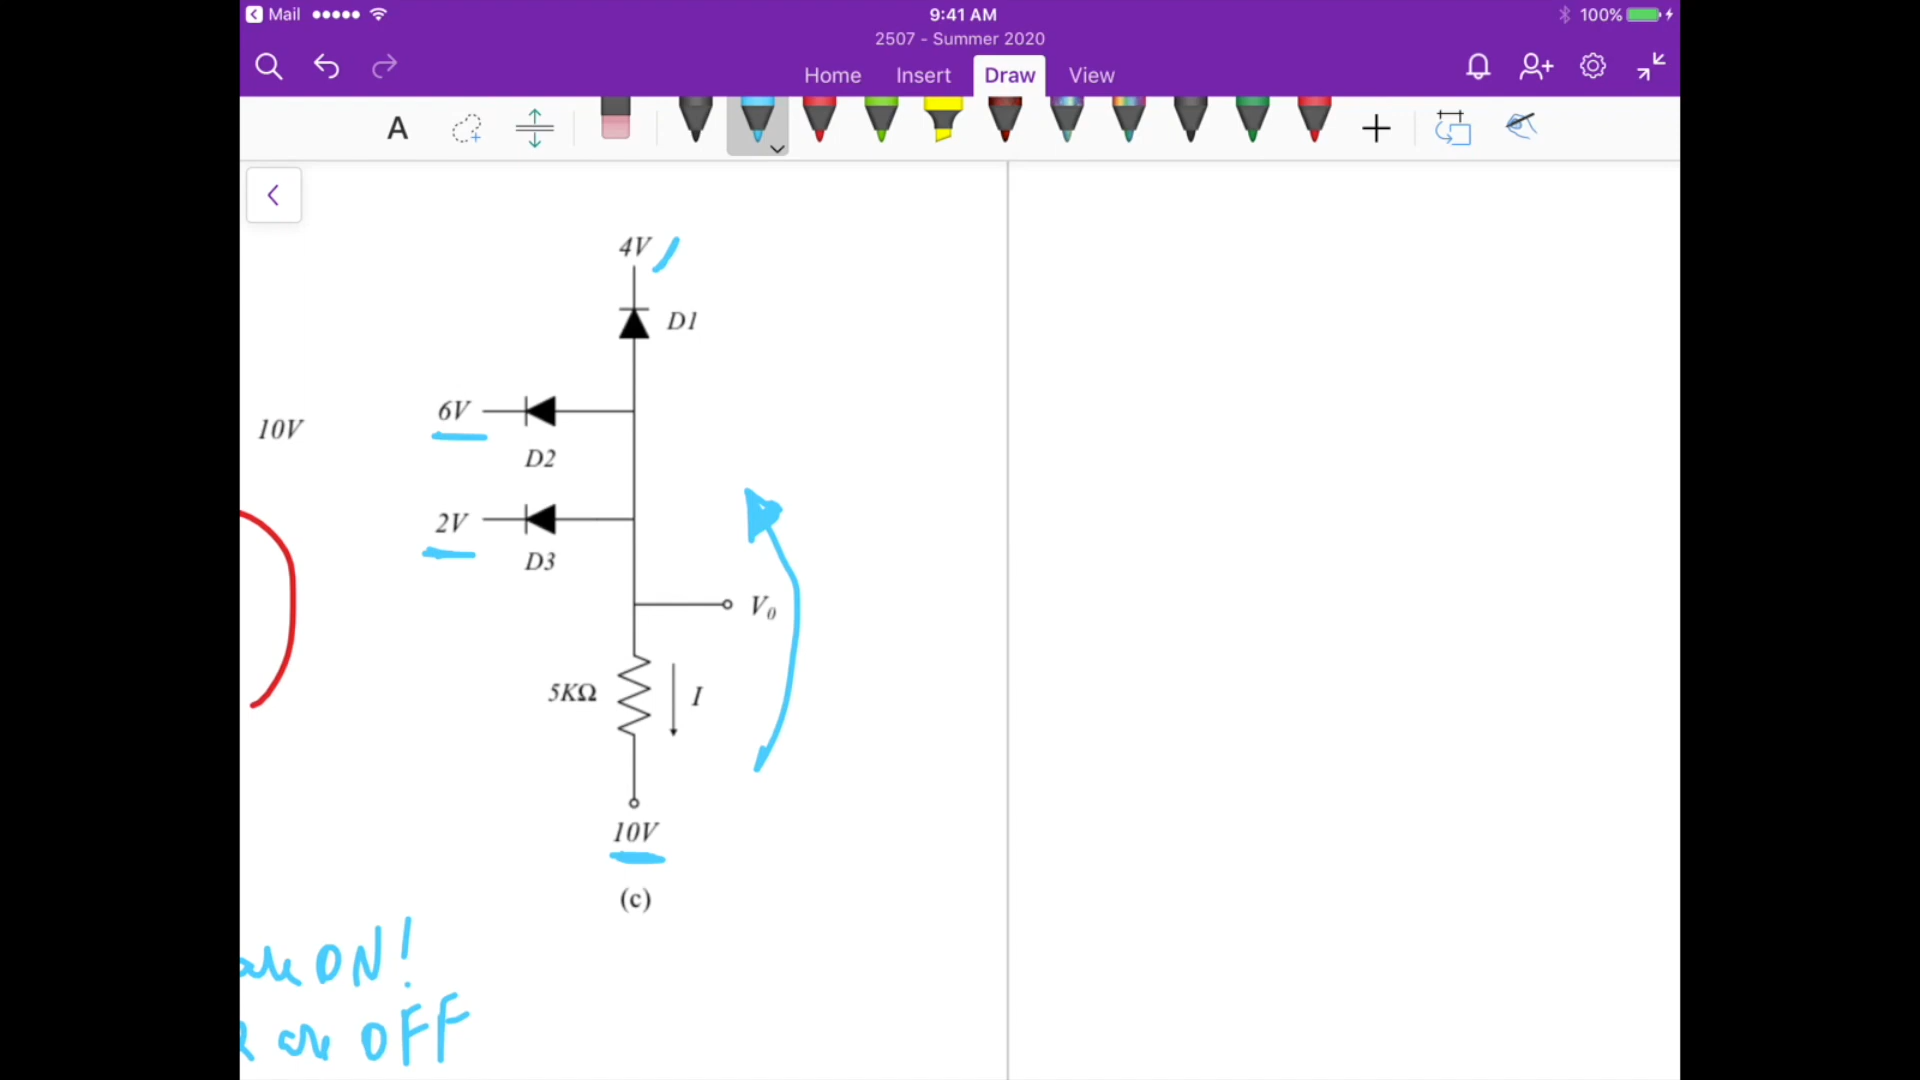 Mail 9:41 AM 100%
2507 - Summer 2020
Home Insert Draw View
A
4V
D1
6V
10V
D2
2V
D3
V0
5KΩ I
10V
(c)
ON!
are OFF